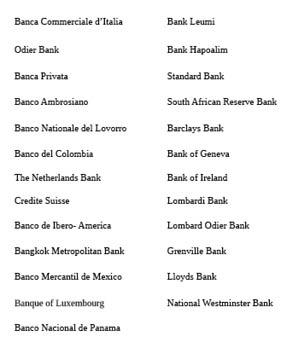 Banca Commerciale d’Italia
Odier Bank
Banca Privata
Banco Ambrosiano
Banco Nationale del Lovorro
Banco del Colombia
The Netherlands Bank
Credite Suisse
Banco de Ibero- America
Bangkok Metropolitan Bank
Banco Mercantil de Mexico
Banque of Luxembourg
Banco Nacional de Panama
Bank Leumi
Bank Hapoalim
Standard Bank
South African Reserve Bank
Barclays Bank
Bank of Geneva
Bank of Ireland
Lombardi Bank
Lombard Odier Bank
Grenville Bank
Lloyds Bank
National Westminster Bank